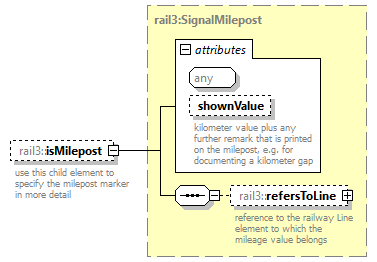 rail3:SignalMilepost
attributes
any
shownValue
kilometer value plus any
further remark that is printed
on the milepost, e.g. for
documenting a kilometer gap
rail3:isMilepost
use this child element to
specify the milepost marker
in more detail
rail3:refersToLine
reference to the railway Line
element to which the
mileage value belongs